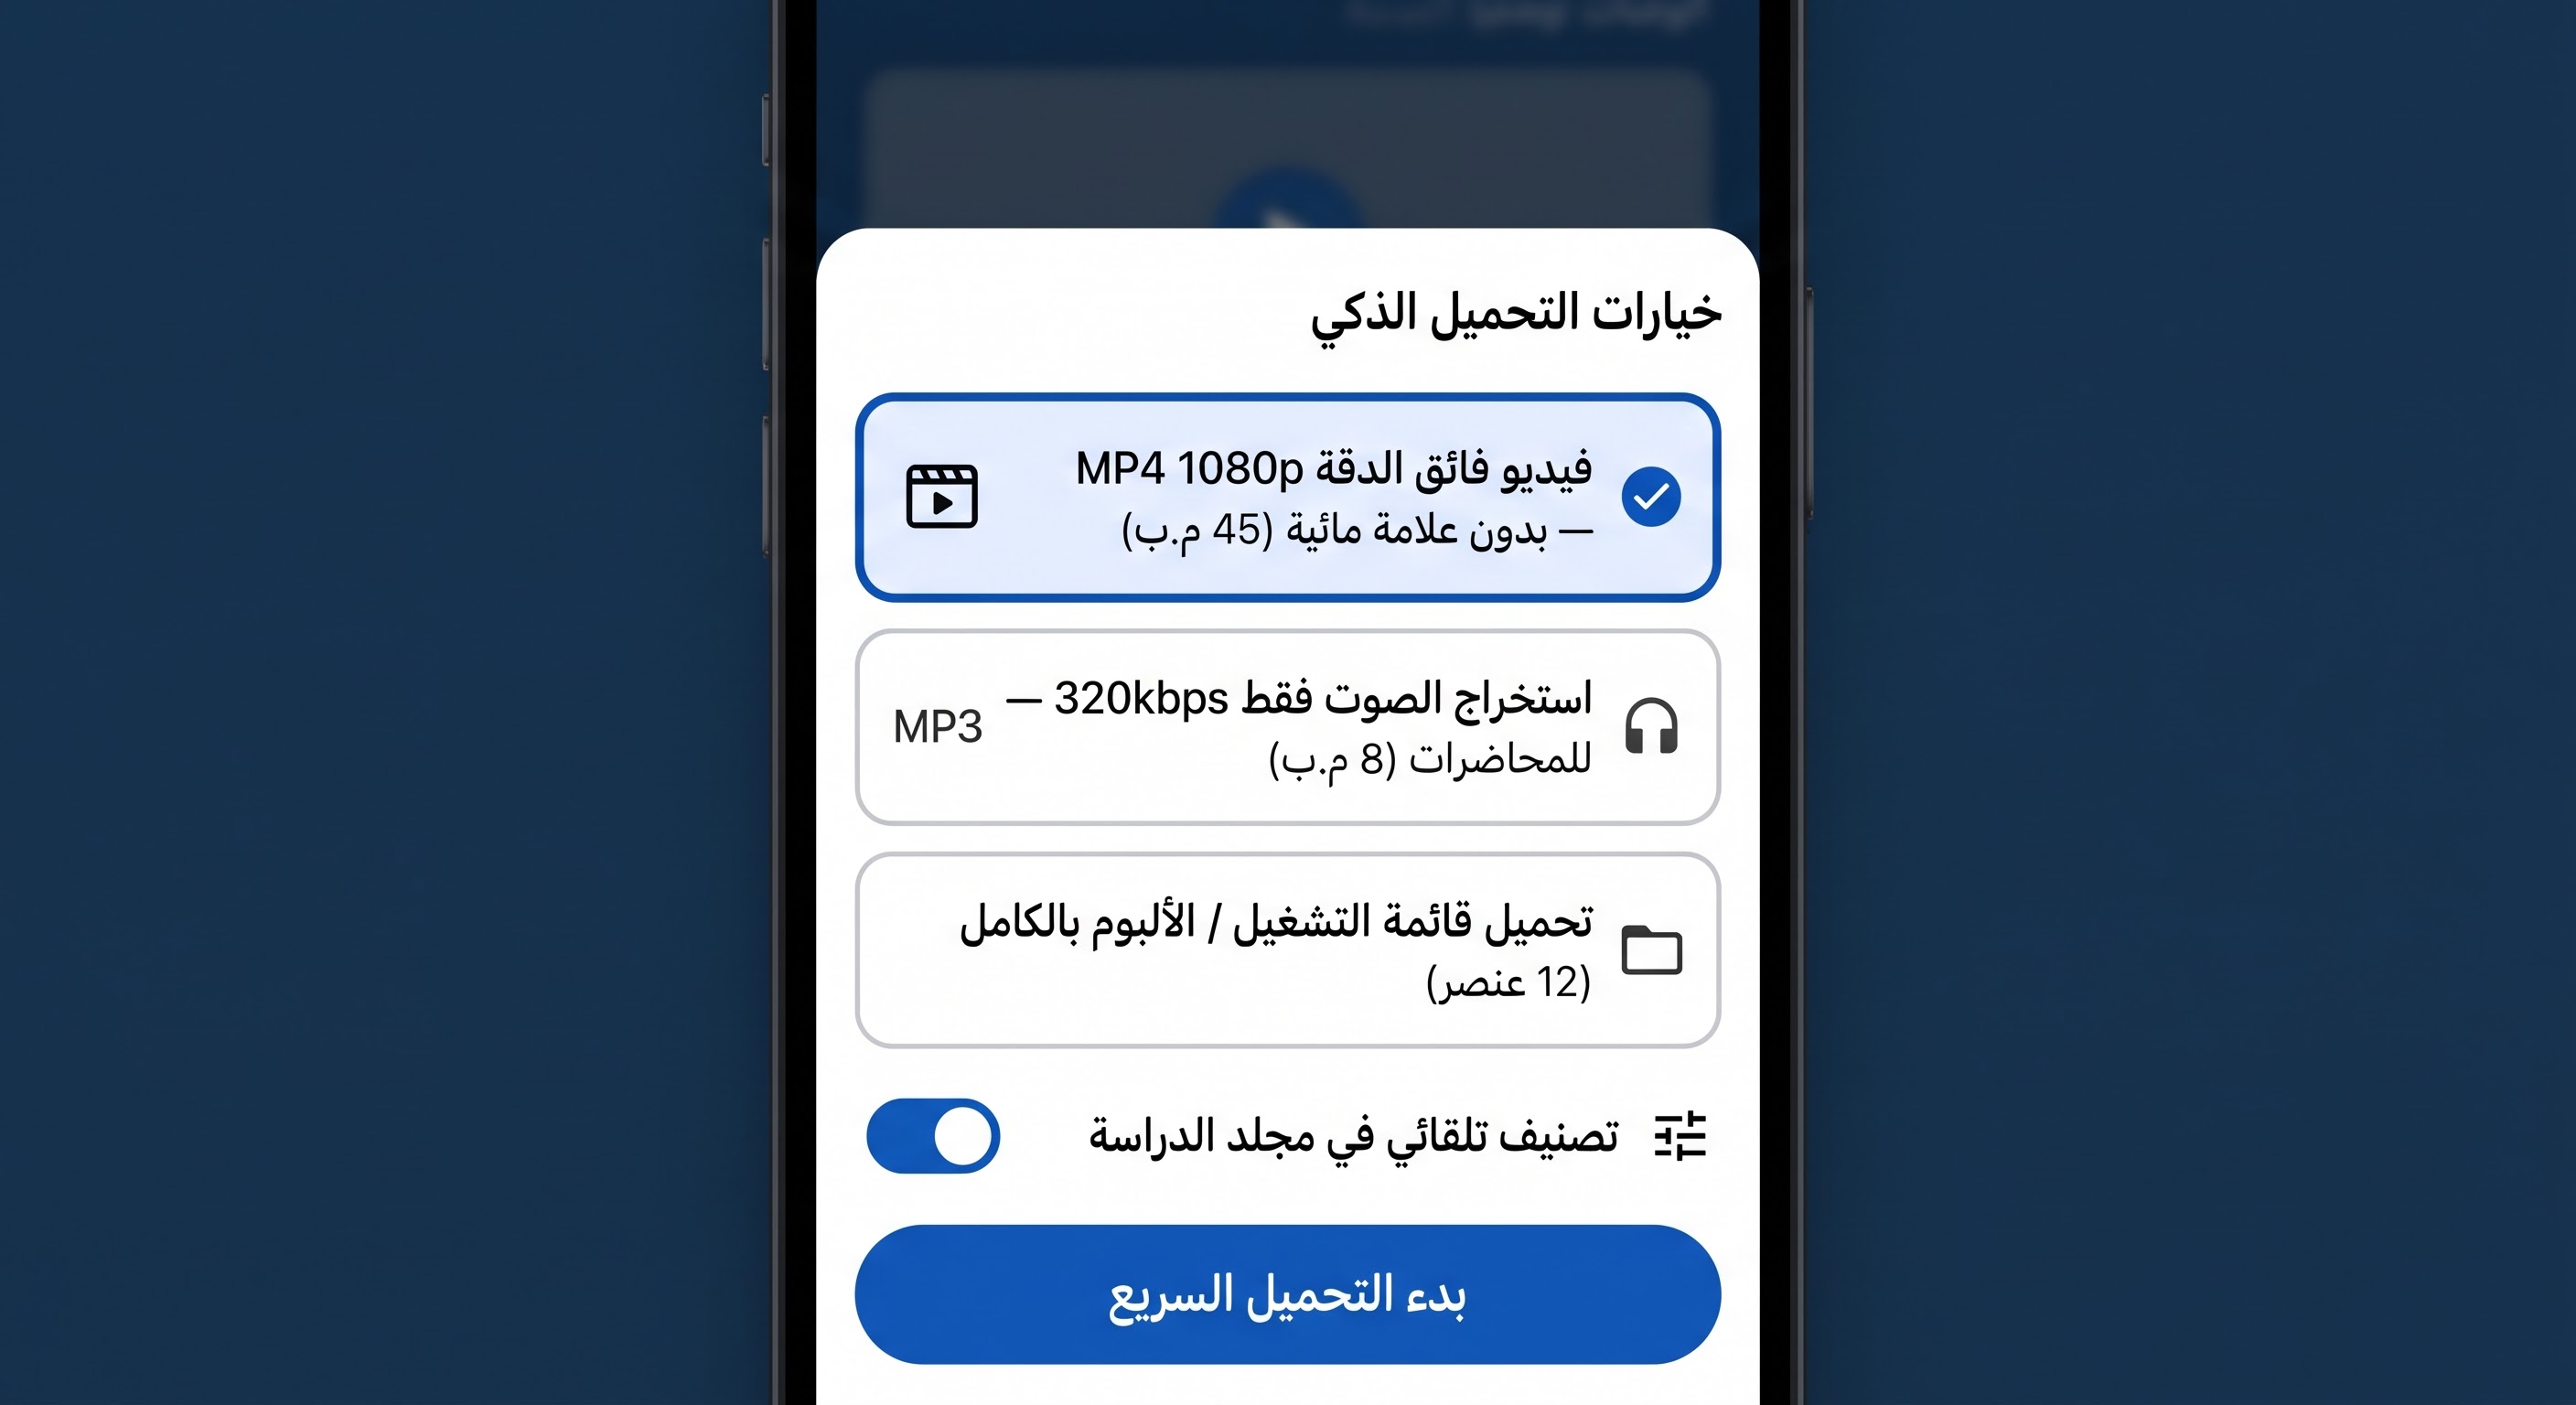 خيارات التحميل الذكي
فيديو فائق الدقة MP4 1080p
— بدون علامة مائية (45 م.ب)
استخراج الصوت فقط 320kbps —
MP3
للمحاضرات (8 م.ب)
تحميل قائمة التشغيل / الألبوم بالكامل
(12 عنصر)
تصنيف تلقائي في مجلد الدراسة
بدء التحميل السريع